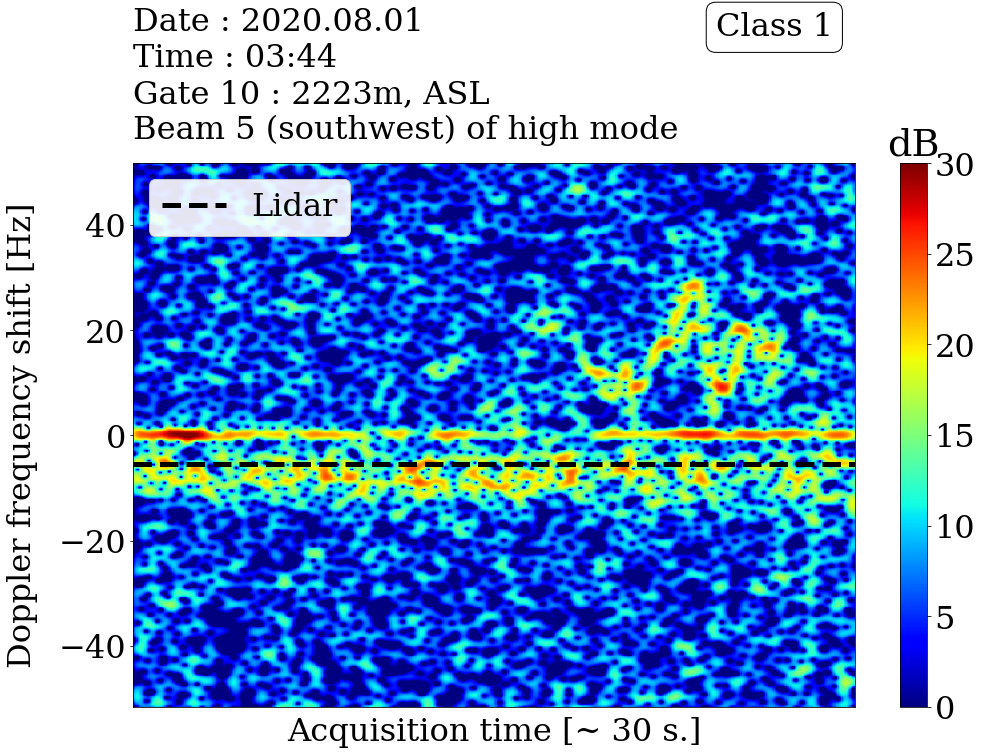 Date : 2020.08.01
Time : 03:44
Gate 10 : 2223m, ASL
Beam 5 (southwest) of high mode
Class 1
dB
Lidar
Doppler frequency shift [Hz]
40
20
0
−20
−40
30
25
20
15
10
5
0
Acquisition time [~ 30 s.]